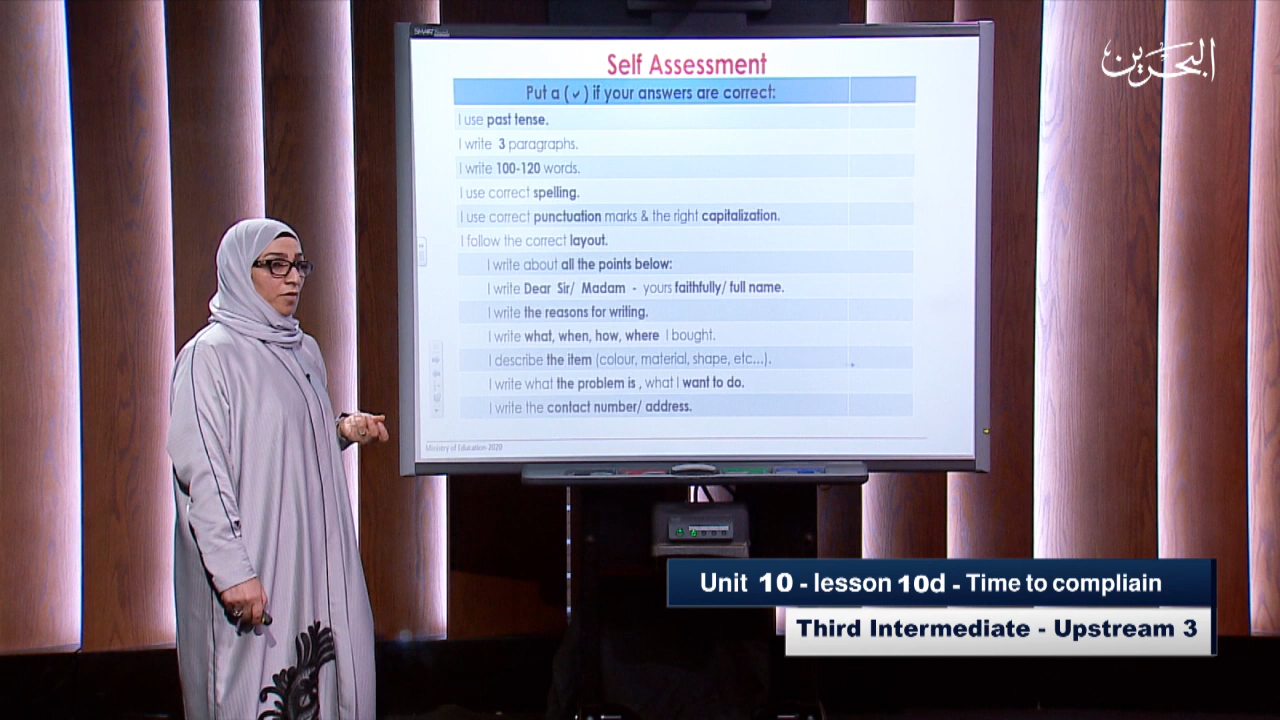 البحرين
Self Assessment
Put a (✓) if your answers are correct:
I use past tense.
I write 3 paragraphs.
I write 100-120 words.
I use correct spelling.
I use correct punctuation marks & the right capitalization.
I follow the correct layout.
I write about all the points below:
I write Dear Sir/ Madam - yours faithfully/ full name.
I write the reasons for writing.
I write what, when, how, where I bought.
I describe the item (colour, material, shape, etc...).
I write what the problem is , what I want to do.
I write the contact number/ address.
Ministry of Education-2020
Unit 10 - lesson 10d - Time to compliain
Third Intermediate - Upstream 3